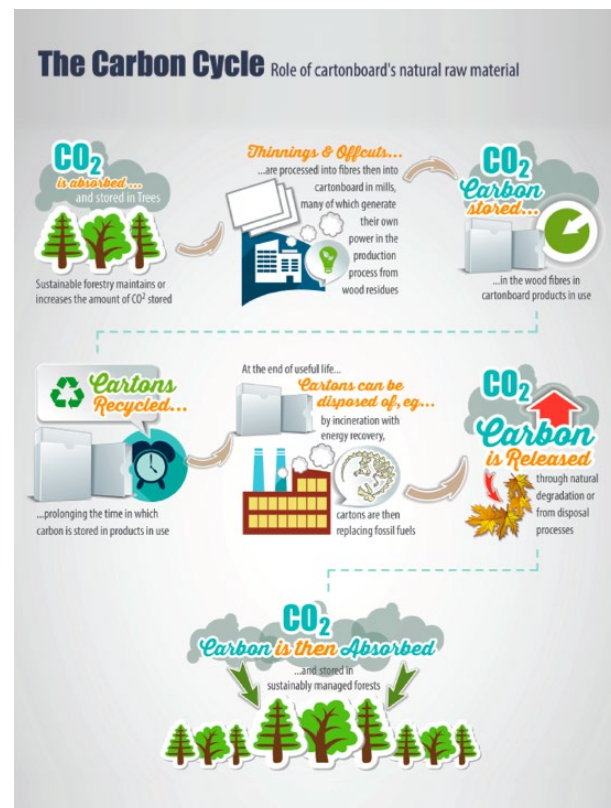 The Carbon Cycle Role of cartonboard's natural raw material
CO2
is absorbed ...
and stored in Trees
Sustainable forestry maintains or
increases the amount of CO² stored
Thinnings & Offcuts...
...are processed into fibres then into
cartonboard in mills,
many of which generate
their own
power in the
production
process from
wood residues
CO2
Carbon
stored...
...in the wood fibres in
cartonboard products in use
Cartons
Recycled...
...prolonging the time in which
carbon is stored in products in use
At the end of useful life...
Cartons can be
disposed of, eg...
by incineration with
energy recovery,
cartons are then
replacing fossil fuels
CO2
Carbon
is Released
through natural
degradation or
from disposal
processes
CO2
Carbon is then Absorbed
...and stored in
sustainably managed forests